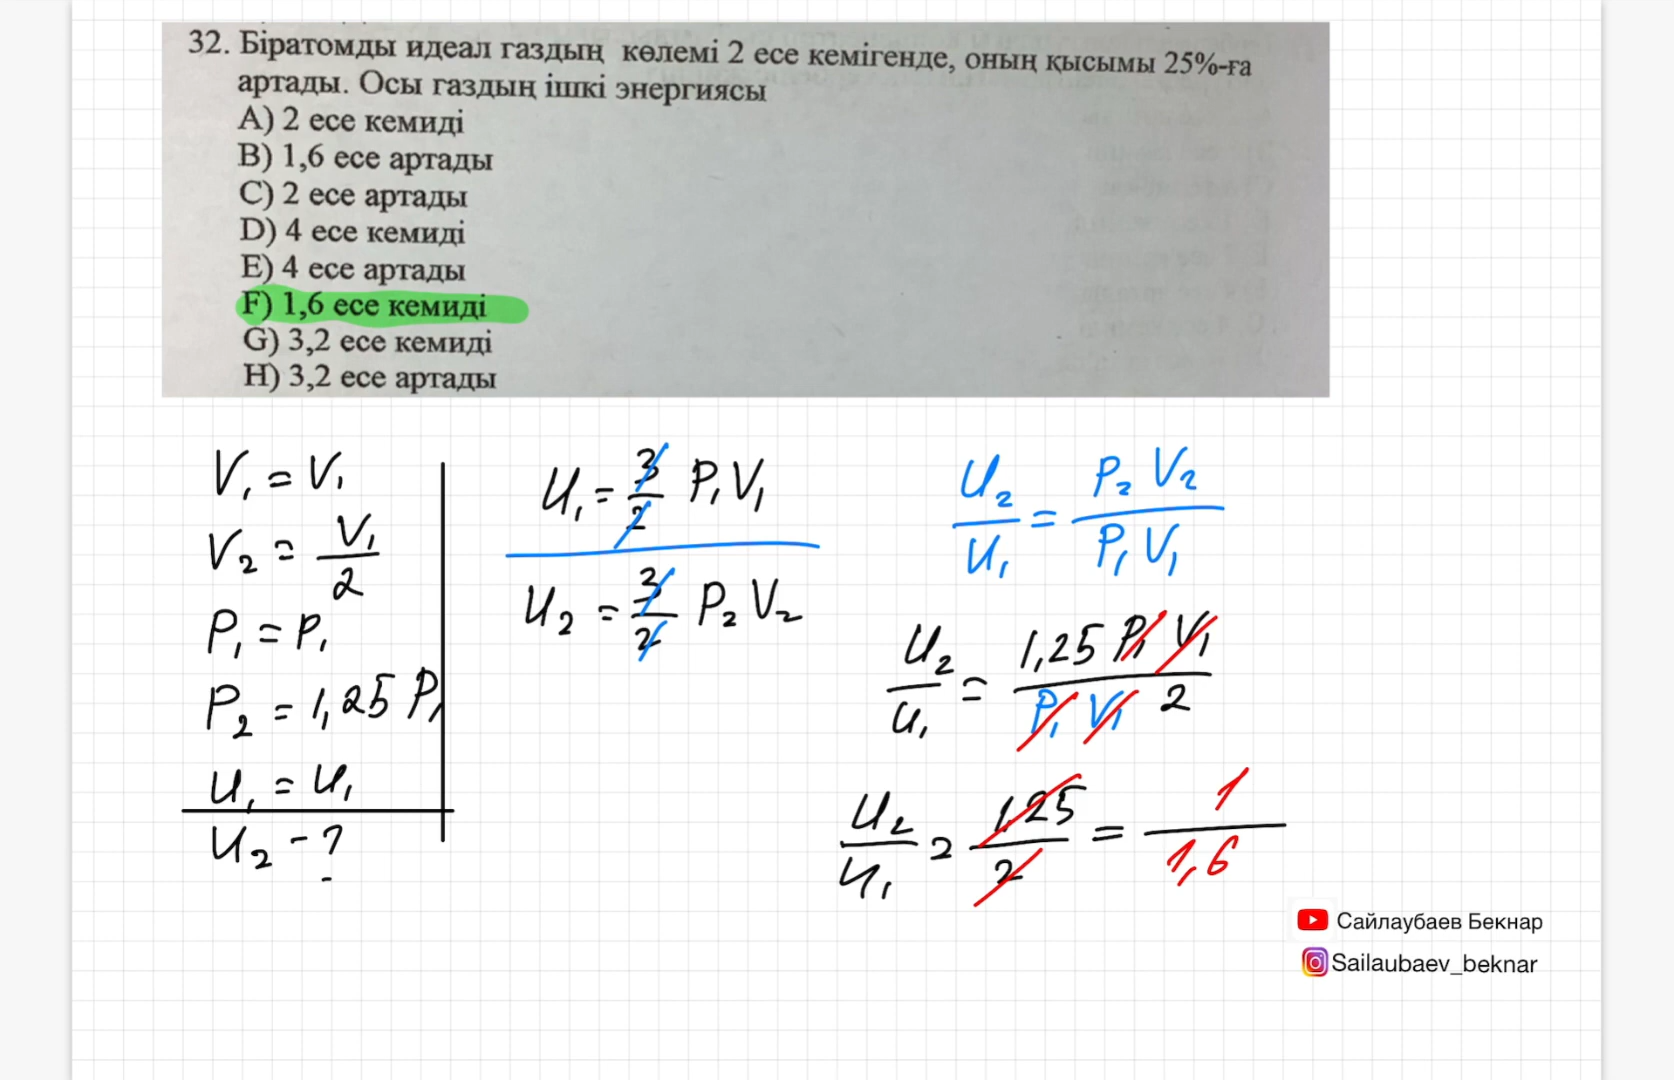 32. Біратомды идеал газдың көлемі 2 есе кемігенде, оның қысымы 25%-ға
артады. Осы газдың ішкі энергиясы
A) 2 есе кемиді
B) 1,6 есе артады
C) 2 есе артады
D) 4 есе кемиді
E) 4 есе артады
F) 1,6 есе кемиді
G) 3,2 есе кемиді
H) 3,2 есе артады
V₁ = V₁
V₂ = V₁/2
P₁ = P₁
P₂ = 1,25 P₁
U₁ = U₁
U₂ - ?
U₁ = 3/2 P₁V₁
U₂ = 3/2 P₂V₂
U₂/U₁ = P₂V₂/P₁V₁
U₂/U₁ = 1,25 P₁ V₁/P₁ V₁ 2
U₂/U₁ = 1,25/2 = 1/1,6
Сайлаубаев Бекнар
Sailaubaev_beknar